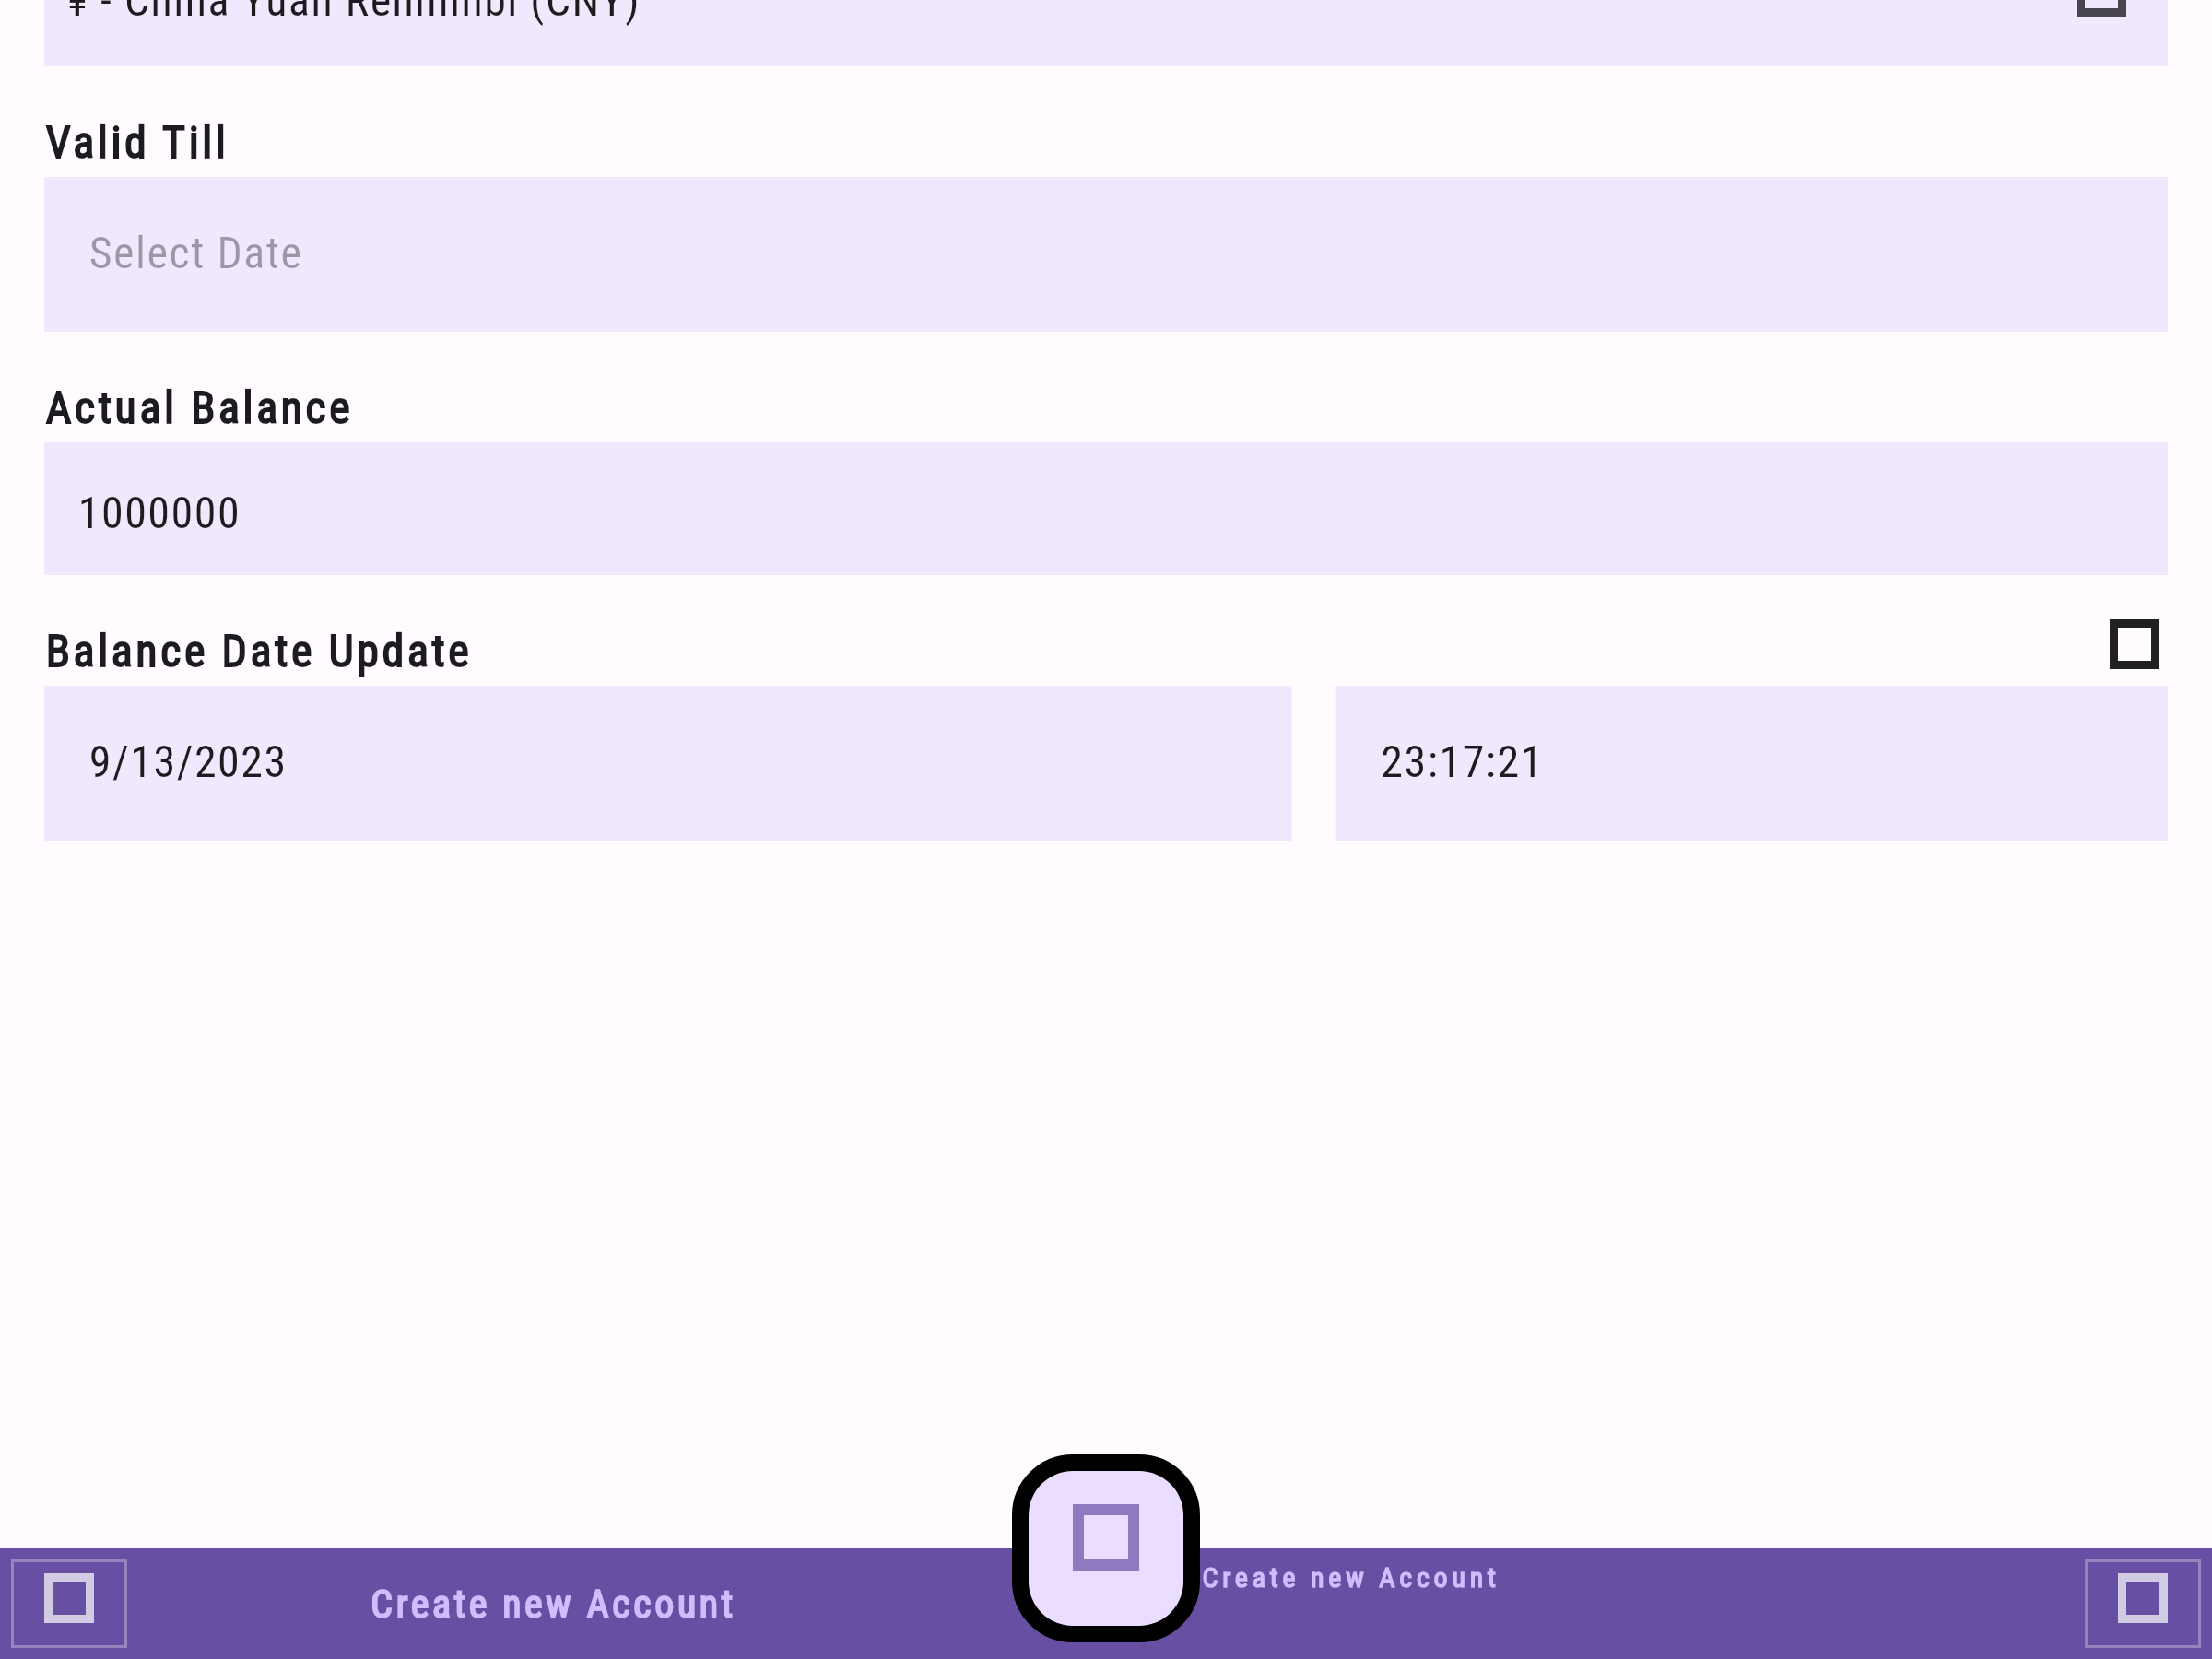 ¥ - China Yuan Renminbi (CNY)
Valid Till
Select Date
Actual Balance
1000000
Balance Date Update
9/13/2023
23:17:21
Create new Account
Create new Account